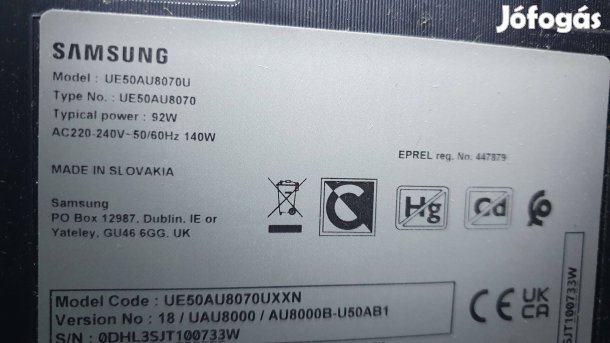 Jófogás
SAMSUNG
Model : UE50AU8070U
Type No. : UE50AU8070
Typical power : 92W
AC220-240V~50/60Hz 140W
EPREL reg. No. 447879
MADE IN SLOVAKIA
Samsung
PO Box 12987, Dublin. IE or
Yateley, GU46 6GG. UK
Hg
Cd
Model Code : UE50AU8070UXXN
Version No : 18 / UAU8000 / AU8000B-U50AB1
S/N : 0DHL3SJT100733W
CE
UK
CA
SJT100733W